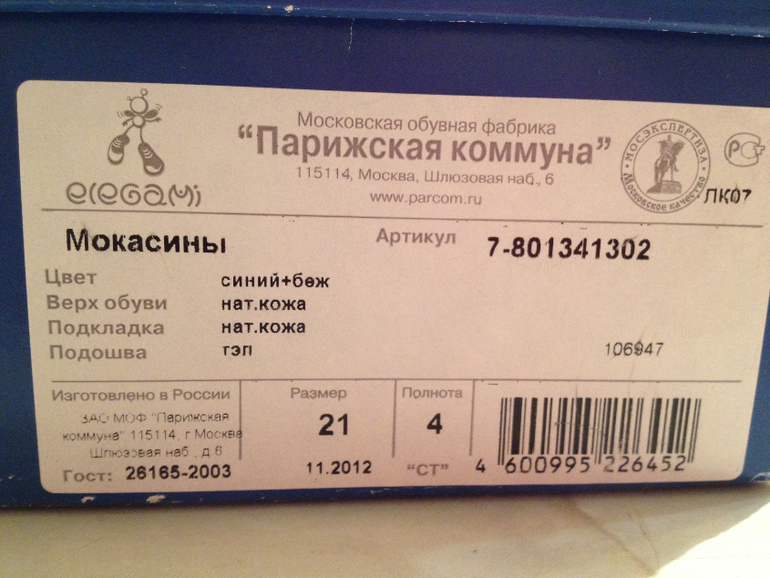 Московская обувная фабрика
“Парижская коммуна”
115114, Москва, Шлюзовая наб., 6
www.parcom.ru
elegami
МОСЭКСПЕРТИЗА
Московское качество
РСТ
ЛК07
Мокасины
Артикул 7-801341302
Цвет синий+беж
Верх обуви нат.кожа
Подкладка нат.кожа
Подошва тэп
106947
Изготовлено в России
ЗАО МОФ "Парижская
коммуна" 115114, г Москва
Шлюзовая наб., д.6
Гост: 26165-2003
Размер
21
11.2012
Полнота
4
“СТ”
4 600995 226452